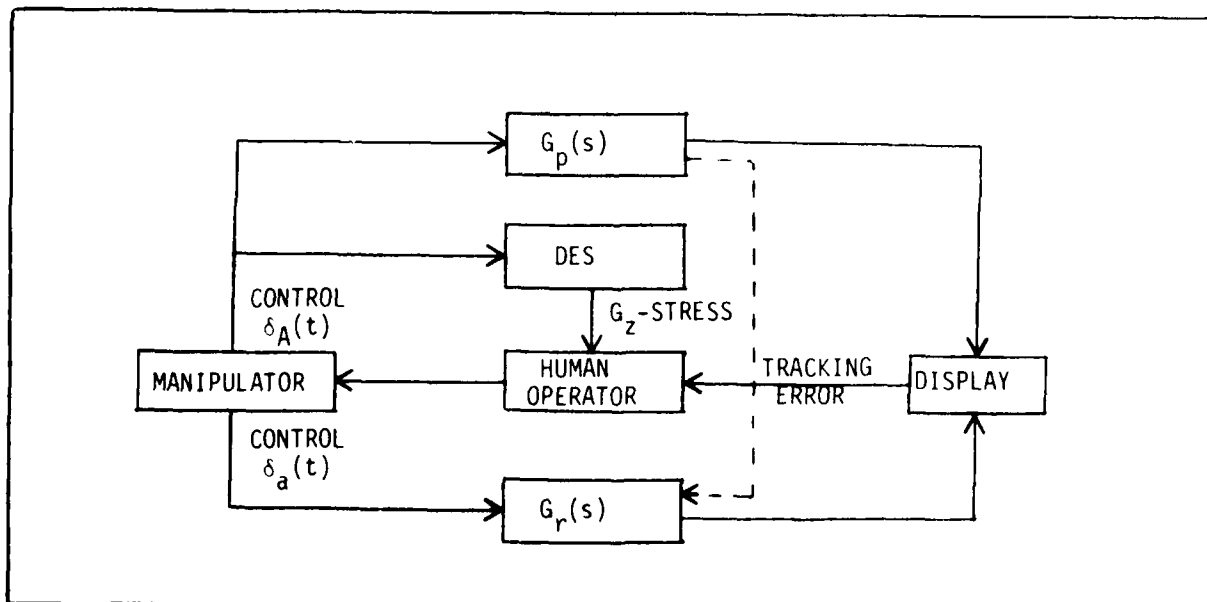 G_p(s)
DES
CONTROL
δ_A(t)
G_z-STRESS
MANIPULATOR
HUMAN
OPERATOR
TRACKING
ERROR
DISPLAY
CONTROL
δ_a(t)
G_r(s)